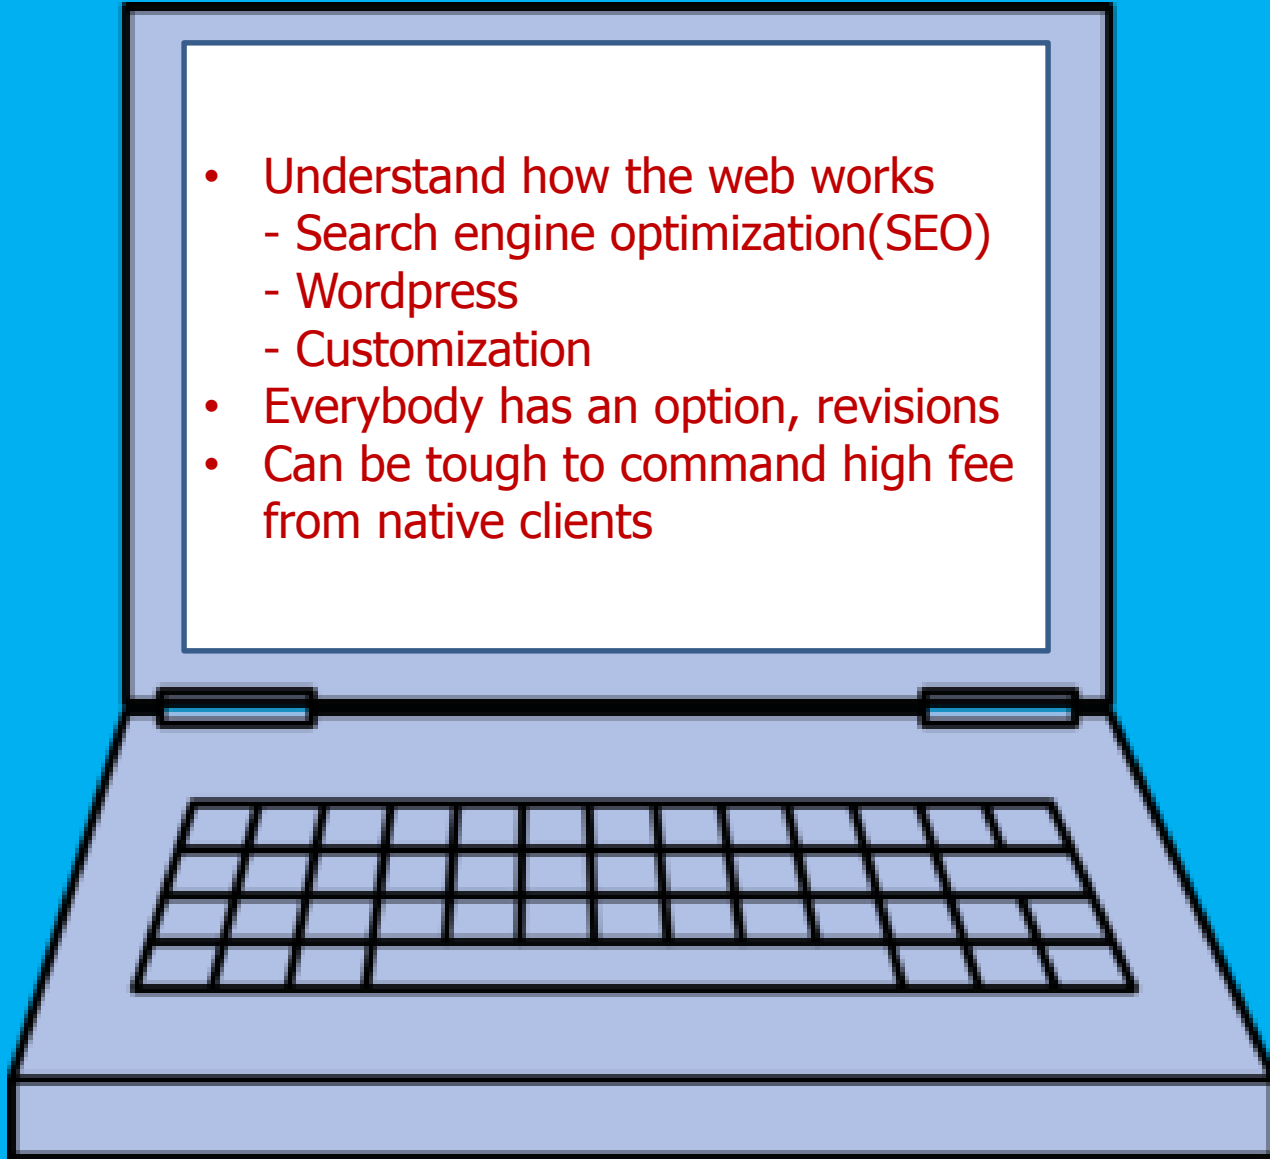 • Understand how the web works
- Search engine optimization(SEO)
- Wordpress
- Customization
• Everybody has an option, revisions
• Can be tough to command high fee
from native clients